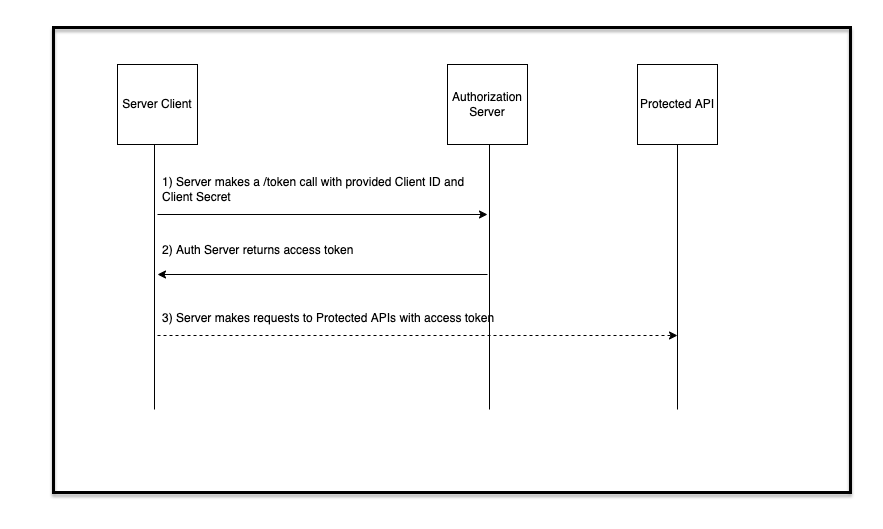 Server Client
Authorization
Server
Protected API
1) Server makes a /token call with provided Client ID and
Client Secret
2) Auth Server returns access token
3) Server makes requests to Protected APIs with access token